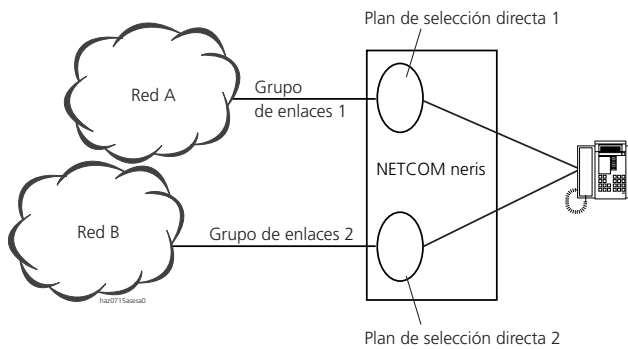 Plan de selección directa 1
Red A
Grupo
de enlaces 1
NETCOM neris
Red B
Grupo de enlaces 2
haz0715asesa0
Plan de selección directa 2